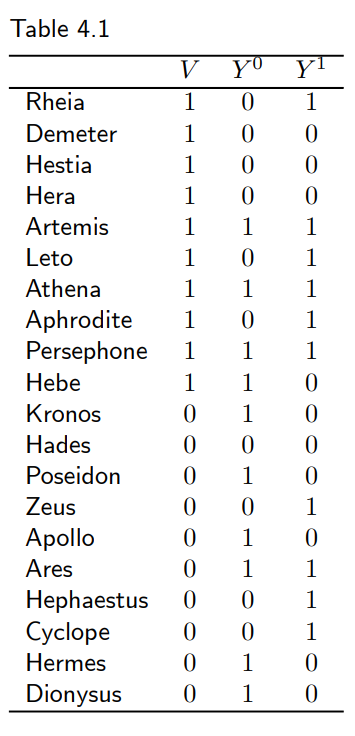 Table 4.1
V Y⁰ Y¹
Rheia 1 0 1
Demeter 1 0 0
Hestia 1 0 0
Hera 1 0 0
Artemis 1 1 1
Leto 1 0 1
Athena 1 1 1
Aphrodite 1 0 1
Persephone 1 1 1
Hebe 1 1 0
Kronos 0 1 0
Hades 0 0 0
Poseidon 0 1 0
Zeus 0 0 1
Apollo 0 1 0
Ares 0 1 1
Hephaestus 0 0 1
Cyclope 0 0 1
Hermes 0 1 0
Dionysus 0 1 0